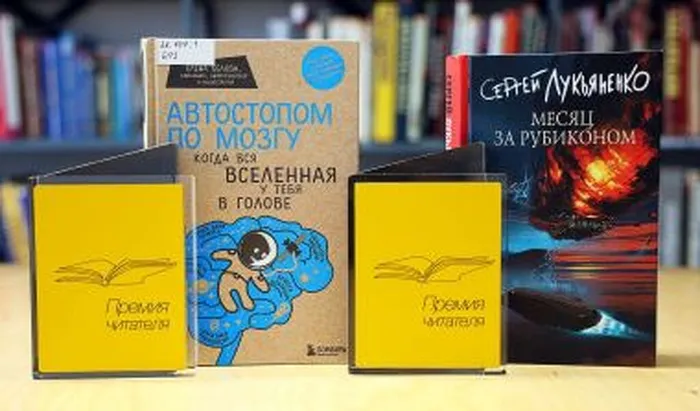 АВТОСТОПОМ
ПО МОЗГУ
КОГДА ВСЯ
ВСЕЛЕННАЯ
У ТЕБЯ
В ГОЛОВЕ
Премия
читателя
СЕРГЕЙ ЛУКЬЯНЕНКО
МЕСЯЦ
ЗА РУБИКОНОМ
Премия
читателя